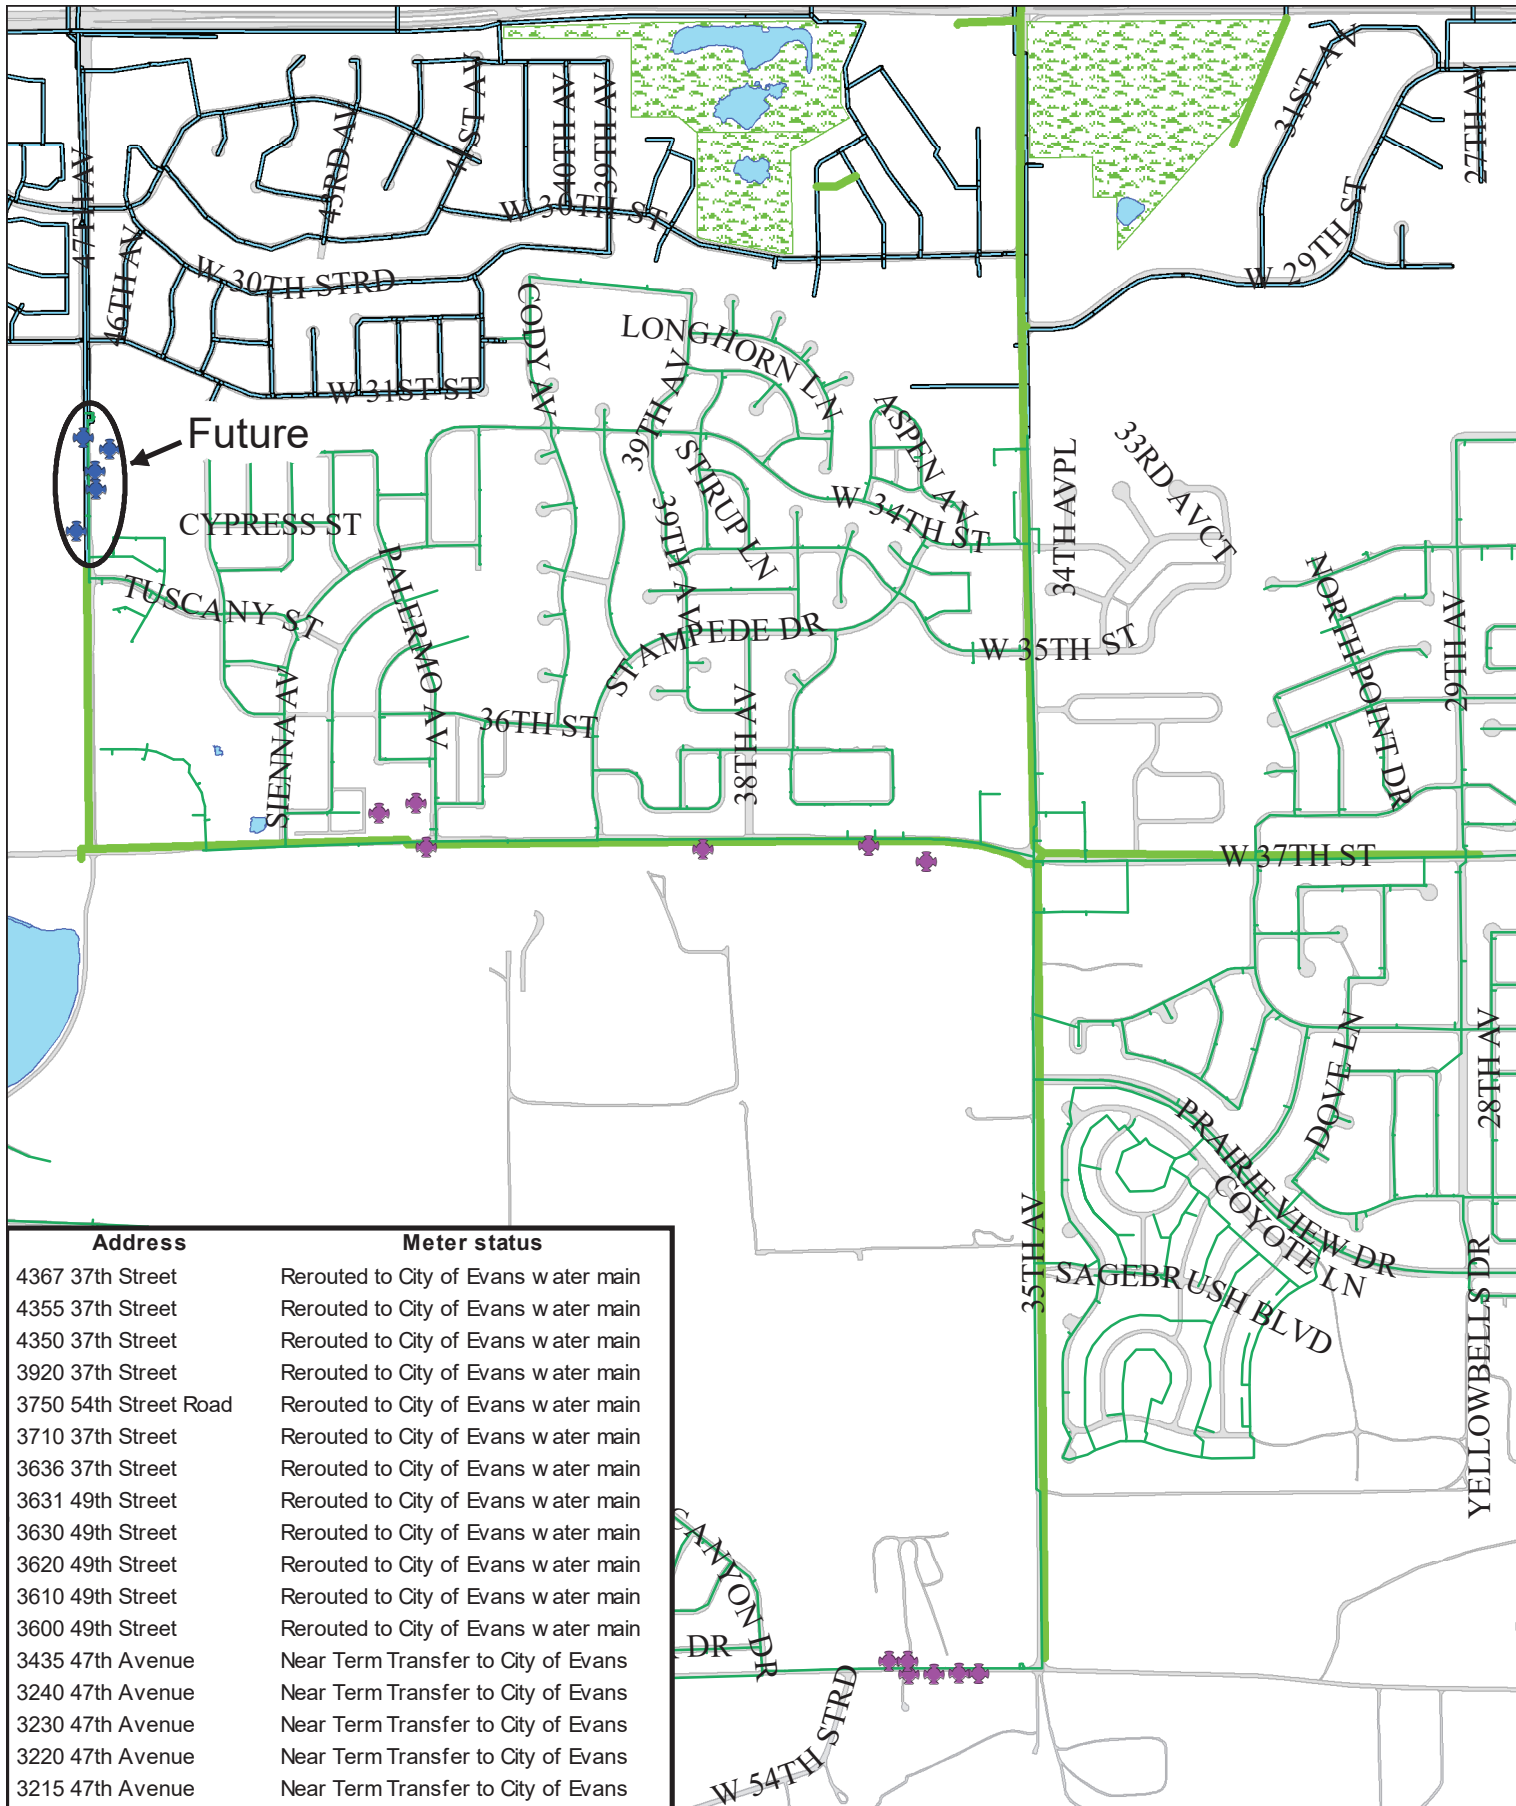 47TH AV
46TH AV
43RD AV
41ST AV
40TH AV
39TH AV
W 30TH ST
W 30TH STRD
W 31ST ST
31ST AV
27TH AV
W 29TH ST
CODY AV
LONGHORN LN
39TH AV
STIRUP LN
ASPEN AV
W 34TH ST
34TH AVPL
33RD AVCT
Future
CYPRESS ST
TUSCANY ST
PALERMO AV
SIENNA AV
39TH AV
STAMPEDE DR
W 35TH ST
36TH ST
38TH AV
NORTHPOINT DR
29TH AV
W 37TH ST
DOVE LN
28TH AV
PRAIRIE VIEW DR
COYOTE LN
SAGEBRUSH BLVD
35TH AV
YELLOWBELLS DR
CANYON DR
DR
W 54TH STRD
Address Meter status
4367 37th Street Rerouted to City of Evans water main
4355 37th Street Rerouted to City of Evans water main
4350 37th Street Rerouted to City of Evans water main
3920 37th Street Rerouted to City of Evans water main
3750 54th Street Road Rerouted to City of Evans water main
3710 37th Street Rerouted to City of Evans water main
3636 37th Street Rerouted to City of Evans water main
3631 49th Street Rerouted to City of Evans water main
3630 49th Street Rerouted to City of Evans water main
3620 49th Street Rerouted to City of Evans water main
3610 49th Street Rerouted to City of Evans water main
3600 49th Street Rerouted to City of Evans water main
3435 47th Avenue Near Term Transfer to City of Evans
3240 47th Avenue Near Term Transfer to City of Evans
3230 47th Avenue Near Term Transfer to City of Evans
3220 47th Avenue Near Term Transfer to City of Evans
3215 47th Avenue Near Term Transfer to City of Evans